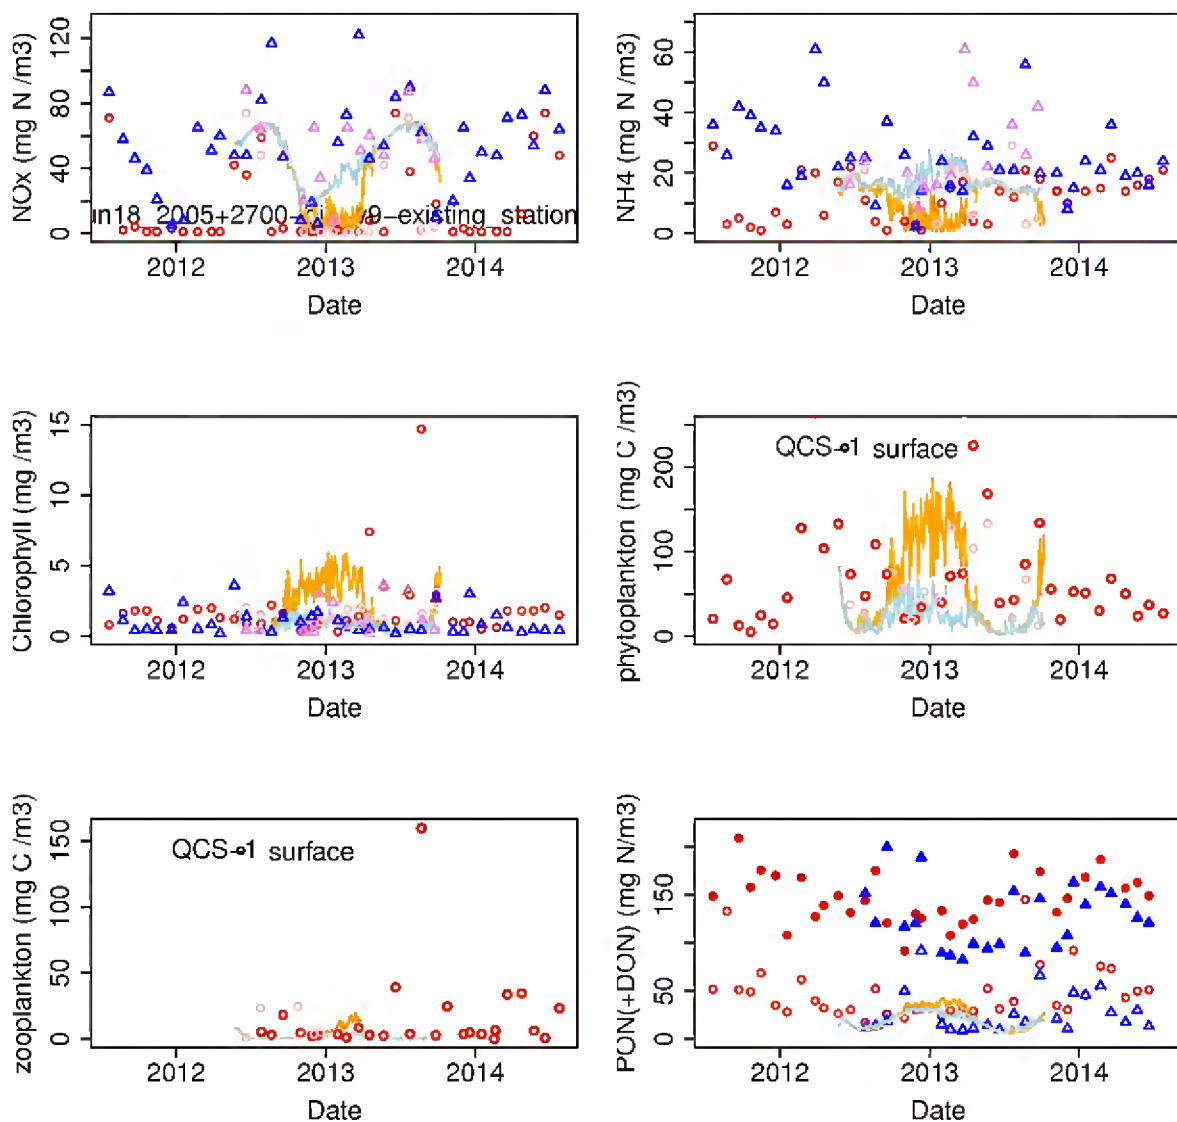 NOx (mg N /m3)
120
80
40
0
2012 2013 2014
Date
NH4 (mg N /m3)
60
40
20
0
2012 2013 2014
Date
Chlorophyll (mg /m3)
15
10
5
0
2012 2013 2014
Date
phytoplankton (mg C /m3)
QCS-1 surface
200
100
0
2012 2013 2014
Date
zooplankton (mg C /m3)
QCS-1 surface
150
100
50
0
2012 2013 2014
Date
PON(+DON) (mg N/m3)
150
50
0
2012 2013 2014
Date